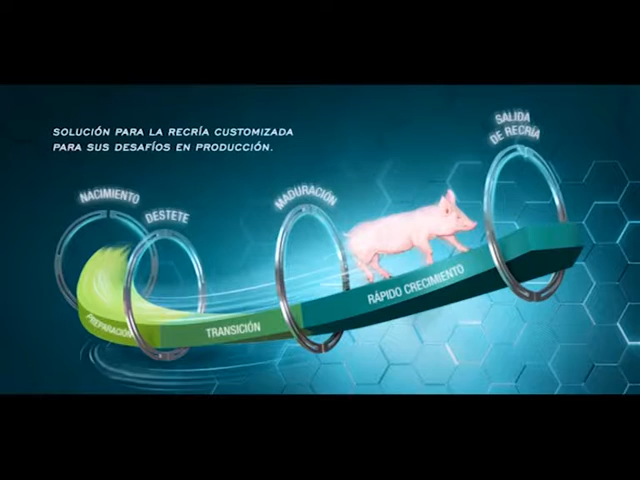 SOLUCIÓN PARA LA RECRÍA CUSTOMIZADA
PARA SUS DESAFÍOS EN PRODUCCIÓN.
SALIDA
DE RECRÍA
NACIMIENTO
DESTETE
MADURACIÓN
PREPARACIÓN
TRANSICIÓN
RÁPIDO CRECIMIENTO